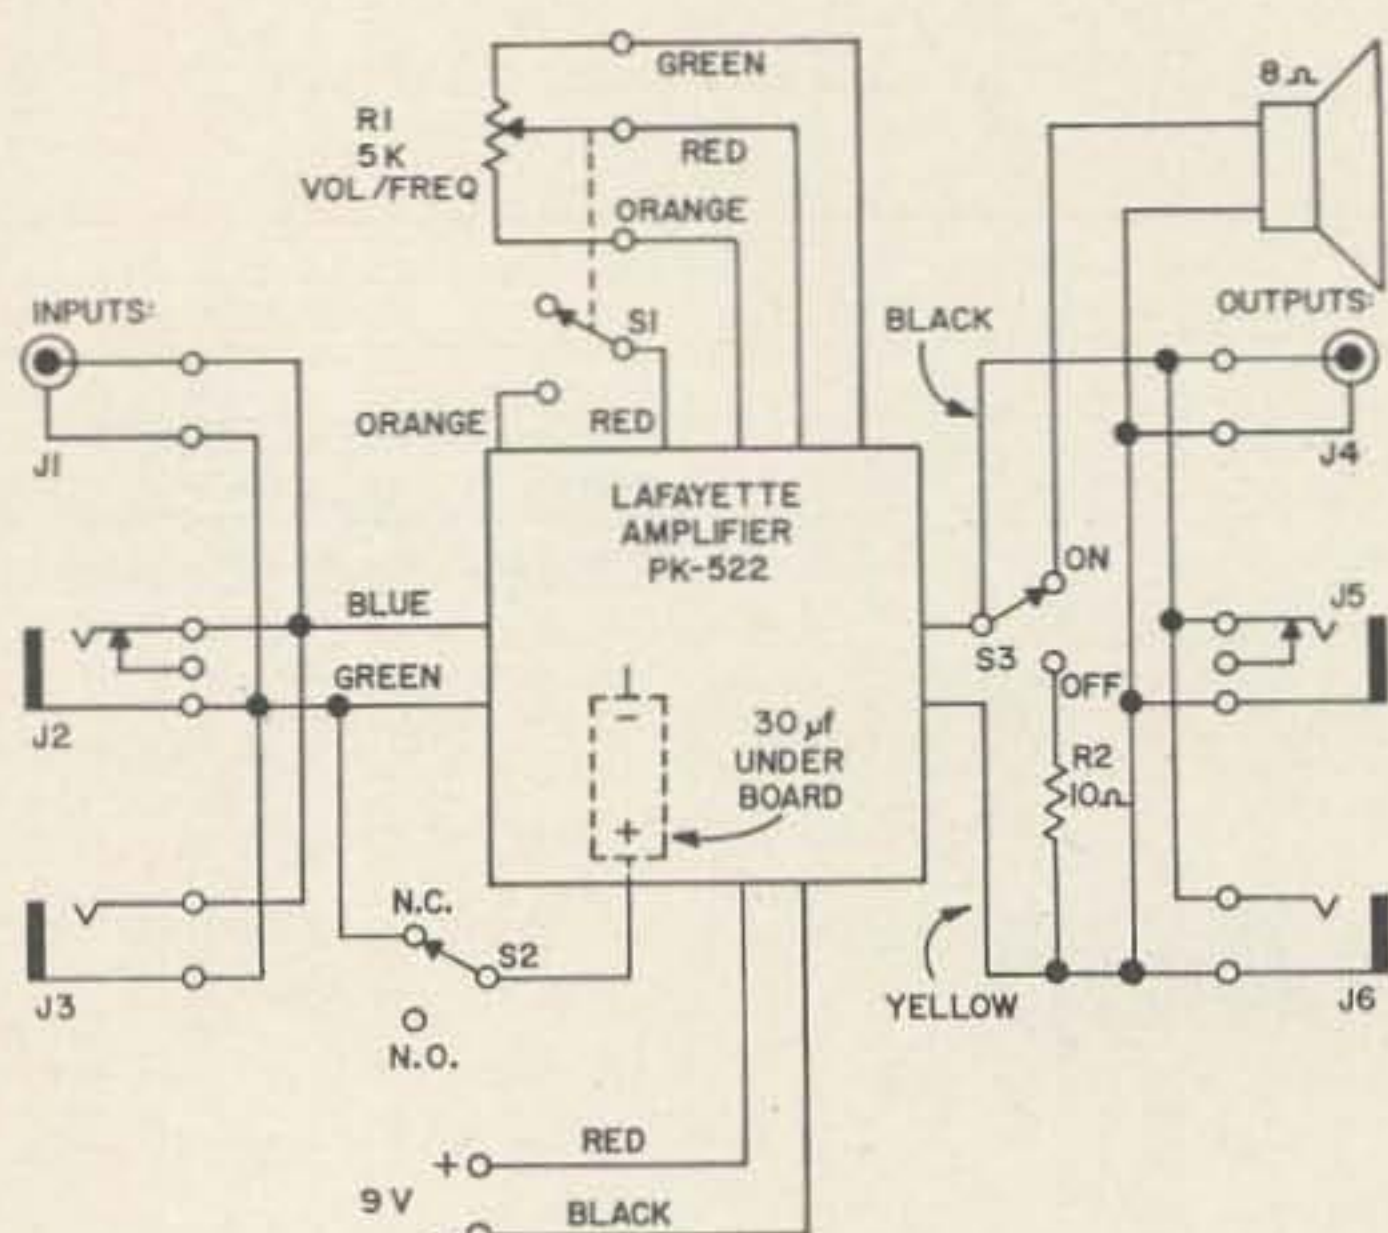 GREEN
8Ω
R1
5K
VOL./FREQ
RED
ORANGE
INPUTS:
S1
BLACK
OUTPUTS:
ORANGE
RED
J1
J4
LAFAYETTE
AMPLIFIER
PK-522
ON
BLUE
J5
S3
GREEN
OFF
J2
-
30 µf
UNDER
BOARD
R2
10Ω
+
N.C.
S2
J3
YELLOW
J6
N.O.
RED
+
9 V
BLACK